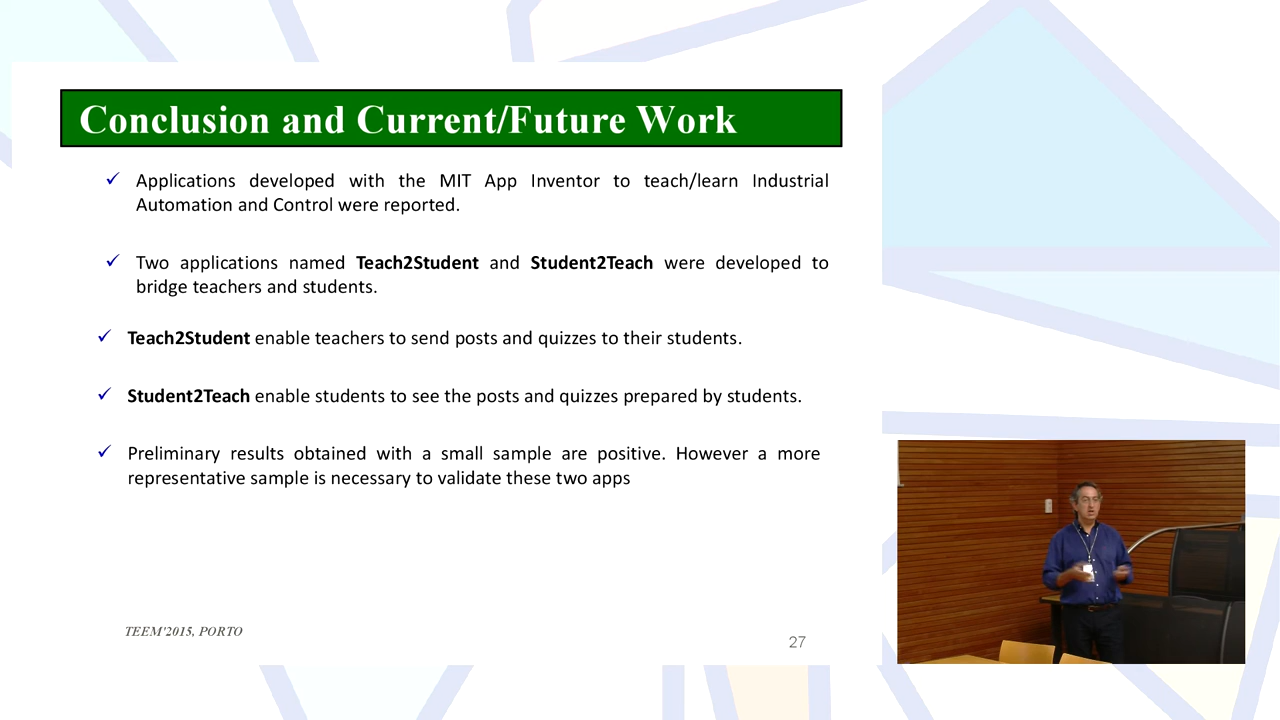 Conclusion and Current/Future Work
✓ Applications developed with the MIT App Inventor to teach/learn Industrial
Automation and Control were reported.
✓ Two applications named Teach2Student and Student2Teach were developed to
bridge teachers and students.
✓ Teach2Student enable teachers to send posts and quizzes to their students.
✓ Student2Teach enable students to see the posts and quizzes prepared by students.
✓ Preliminary results obtained with a small sample are positive. However a more
representative sample is necessary to validate these two apps
TEEM'2015, PORTO
27